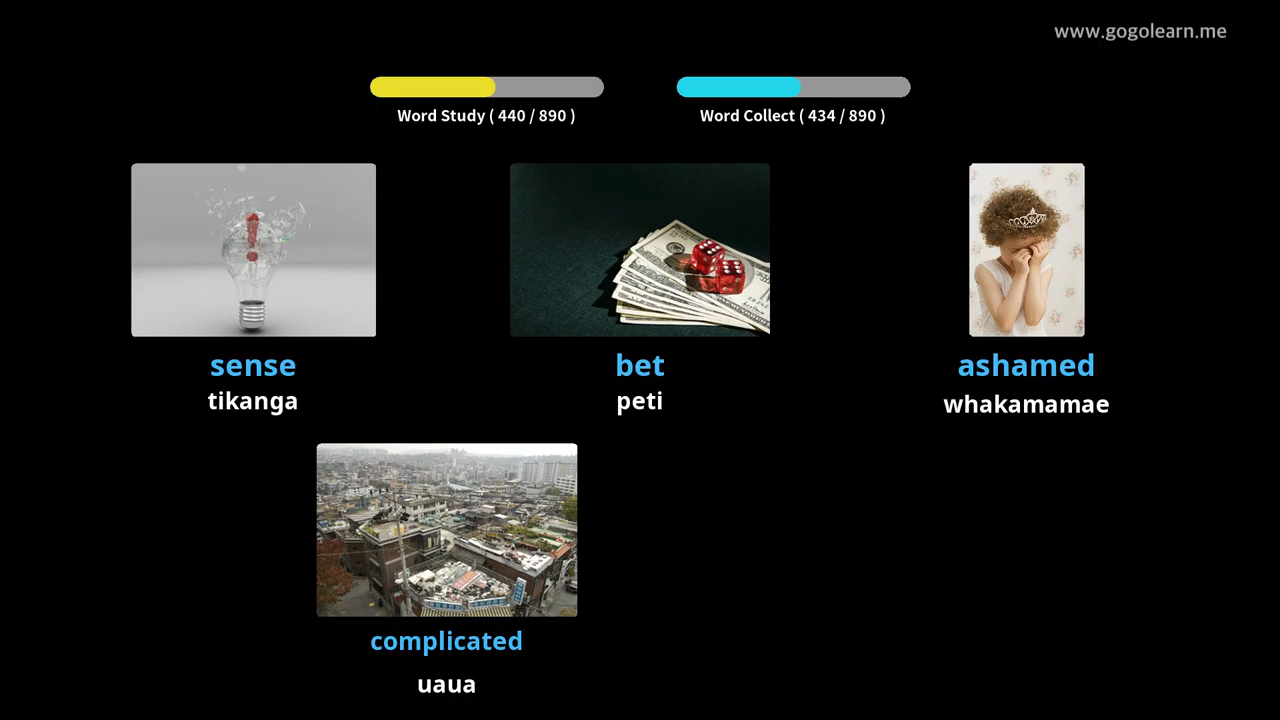 www.gogolearn.me
Word Study ( 440 / 890 )
Word Collect ( 434 / 890 )
sense
tikanga
bet
peti
ashamed
whakamamae
complicated
uaua